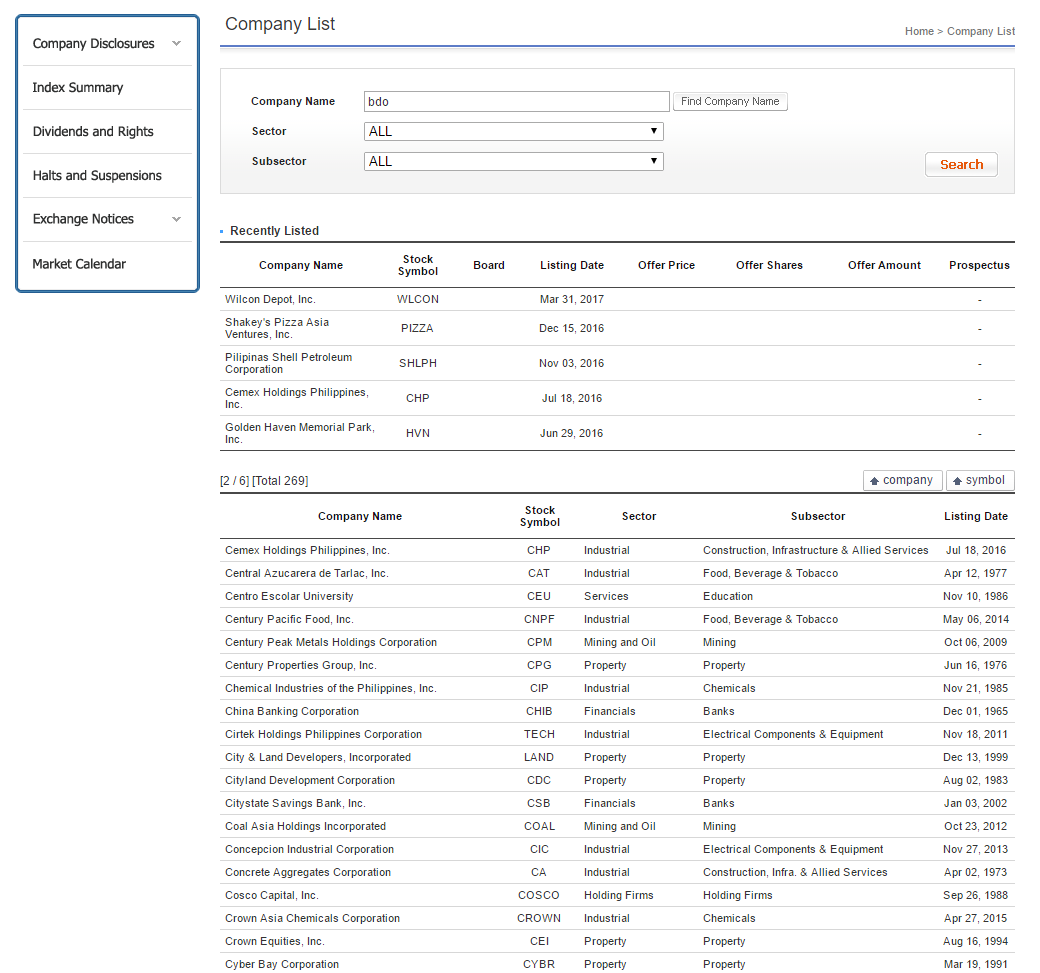 Company Disclosures
Index Summary
Dividends and Rights
Halts and Suspensions
Exchange Notices
Market Calendar
Company List
Home > Company List
Company Name bdo Find Company Name
Sector ALL
Subsector ALL
Search
Recently Listed
Company Name Stock Symbol Board Listing Date Offer Price Offer Shares Offer Amount Prospectus
Wilcon Depot, Inc. WLCON Mar 31, 2017 -
Shakey's Pizza Asia Ventures, Inc. PIZZA Dec 15, 2016 -
Pilipinas Shell Petroleum Corporation SHLPH Nov 03, 2016 -
Cemex Holdings Philippines, Inc. CHP Jul 18, 2016 -
Golden Haven Memorial Park, Inc. HVN Jun 29, 2016 -
[2 / 6] [Total 269] company symbol
Company Name Stock Symbol Sector Subsector Listing Date
Cemex Holdings Philippines, Inc. CHP Industrial Construction, Infrastructure & Allied Services Jul 18, 2016
Central Azucarera de Tarlac, Inc. CAT Industrial Food, Beverage & Tobacco Apr 12, 1977
Centro Escolar University CEU Services Education Nov 10, 1986
Century Pacific Food, Inc. CNPF Industrial Food, Beverage & Tobacco May 06, 2014
Century Peak Metals Holdings Corporation CPM Mining and Oil Mining Oct 06, 2009
Century Properties Group, Inc. CPG Property Property Jun 16, 1976
Chemical Industries of the Philippines, Inc. CIP Industrial Chemicals Nov 21, 1985
China Banking Corporation CHIB Financials Banks Dec 01, 1965
Cirtek Holdings Philippines Corporation TECH Industrial Electrical Components & Equipment Nov 18, 2011
City & Land Developers, Incorporated LAND Property Property Dec 13, 1999
Cityland Development Corporation CDC Property Property Aug 02, 1983
Citystate Savings Bank, Inc. CSB Financials Banks Jan 03, 2002
Coal Asia Holdings Incorporated COAL Mining and Oil Mining Oct 23, 2012
Concepcion Industrial Corporation CIC Industrial Electrical Components & Equipment Nov 27, 2013
Concrete Aggregates Corporation CA Industrial Construction, Infra. & Allied Services Apr 02, 1973
Cosco Capital, Inc. COSCO Holding Firms Holding Firms Sep 26, 1988
Crown Asia Chemicals Corporation CROWN Industrial Chemicals Apr 27, 2015
Crown Equities, Inc. CEI Property Property Aug 16, 1994
Cyber Bay Corporation CYBR Property Property Mar 19, 1991